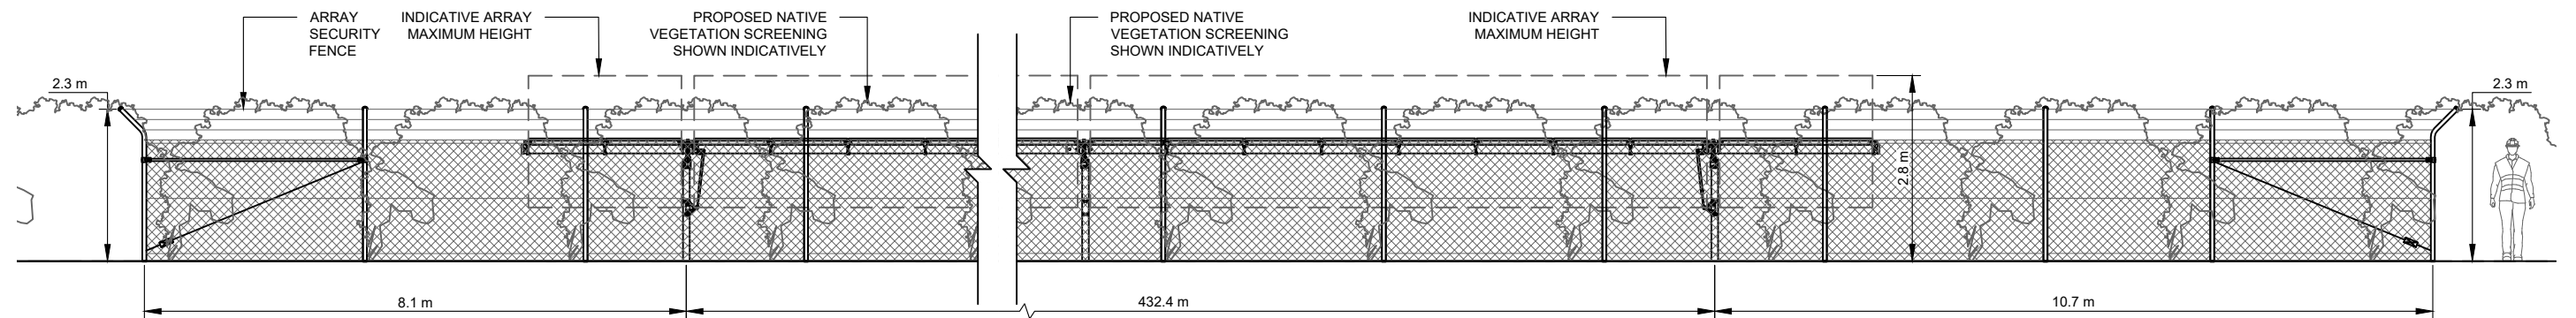 ARRAY
SECURITY
FENCE
INDICATIVE ARRAY
MAXIMUM HEIGHT
PROPOSED NATIVE
VEGETATION SCREENING
SHOWN INDICATIVELY
PROPOSED NATIVE
VEGETATION SCREENING
SHOWN INDICATIVELY
INDICATIVE ARRAY
MAXIMUM HEIGHT
2.3 m
2.3 m
2.8 m
8.1 m
432.4 m
10.7 m